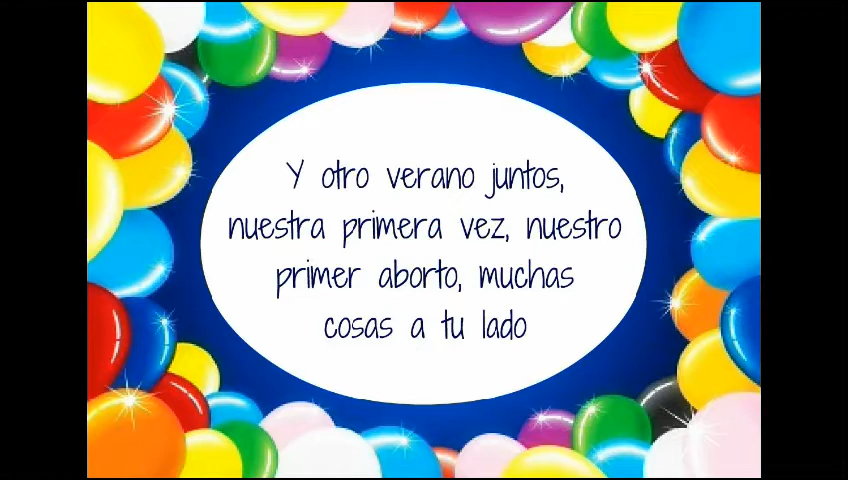 Y otro verano juntos,
nuestra primera vez, nuestro
primer aborto, muchas
cosas a tu lado